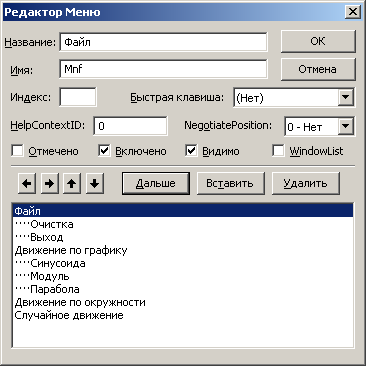 Редактор Меню
Название: Файл OK
Имя: Mnf Отмена
Индекс: Быстрая клавиша: (Нет)
HelpContextID: 0 NegotiatePosition: 0 - Нет
Отмечено Включено Видимо WindowList
Дальше Вставить Удалить
Файл
····Очистка
····Выход
Движение по графику
····Синусоида
····Модуль
····Парабола
Движение по окружности
Случайное движение